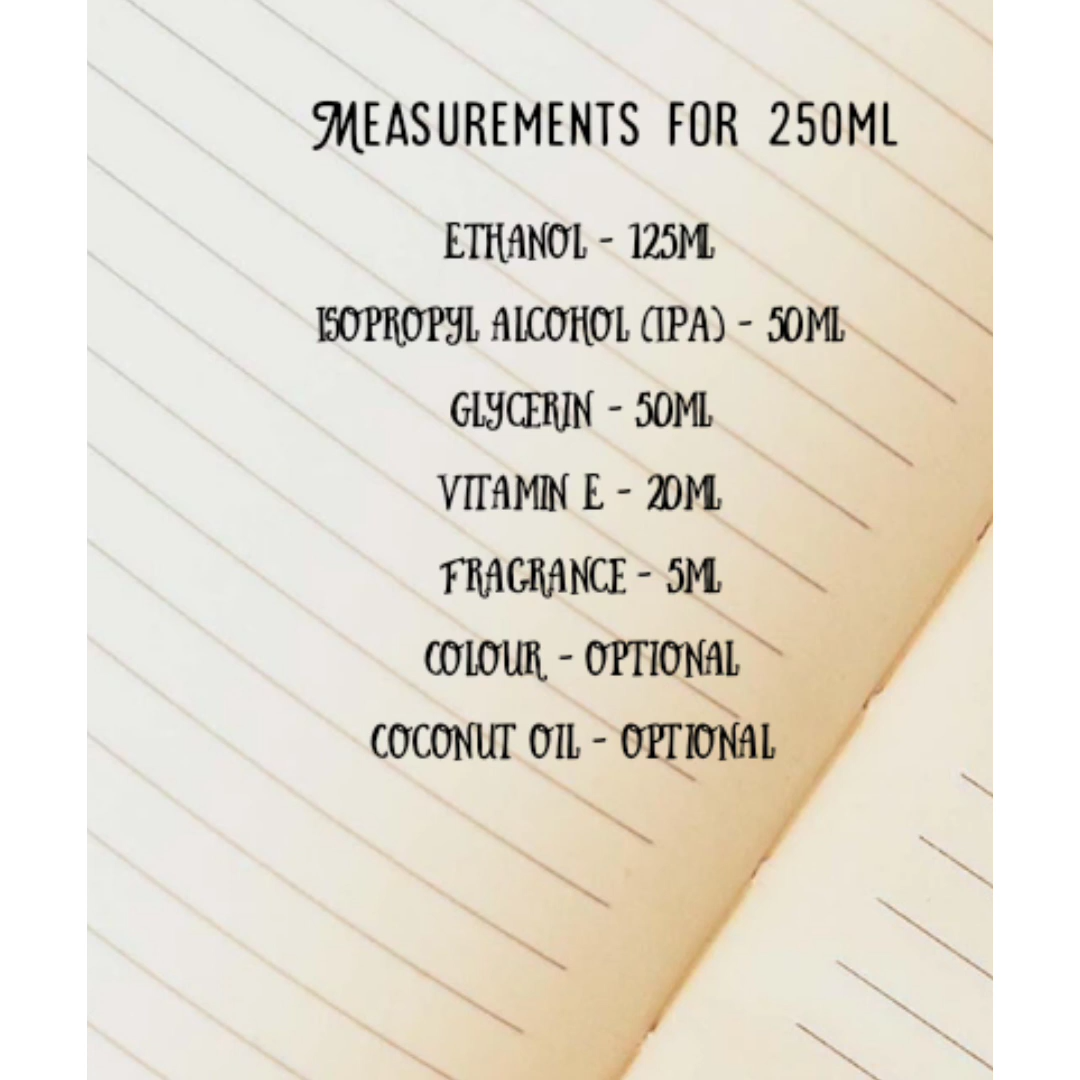 MEASUREMENTS FOR 250ML
ETHANOL - 125ML
ISOPROPYL ALCOHOL (IPA) - 50ML
GLYCERIN - 50ML
VITAMIN E - 20ML
FRAGRANCE - 5ML
COLOUR - OPTIONAL
COCONUT OIL - OPTIONAL